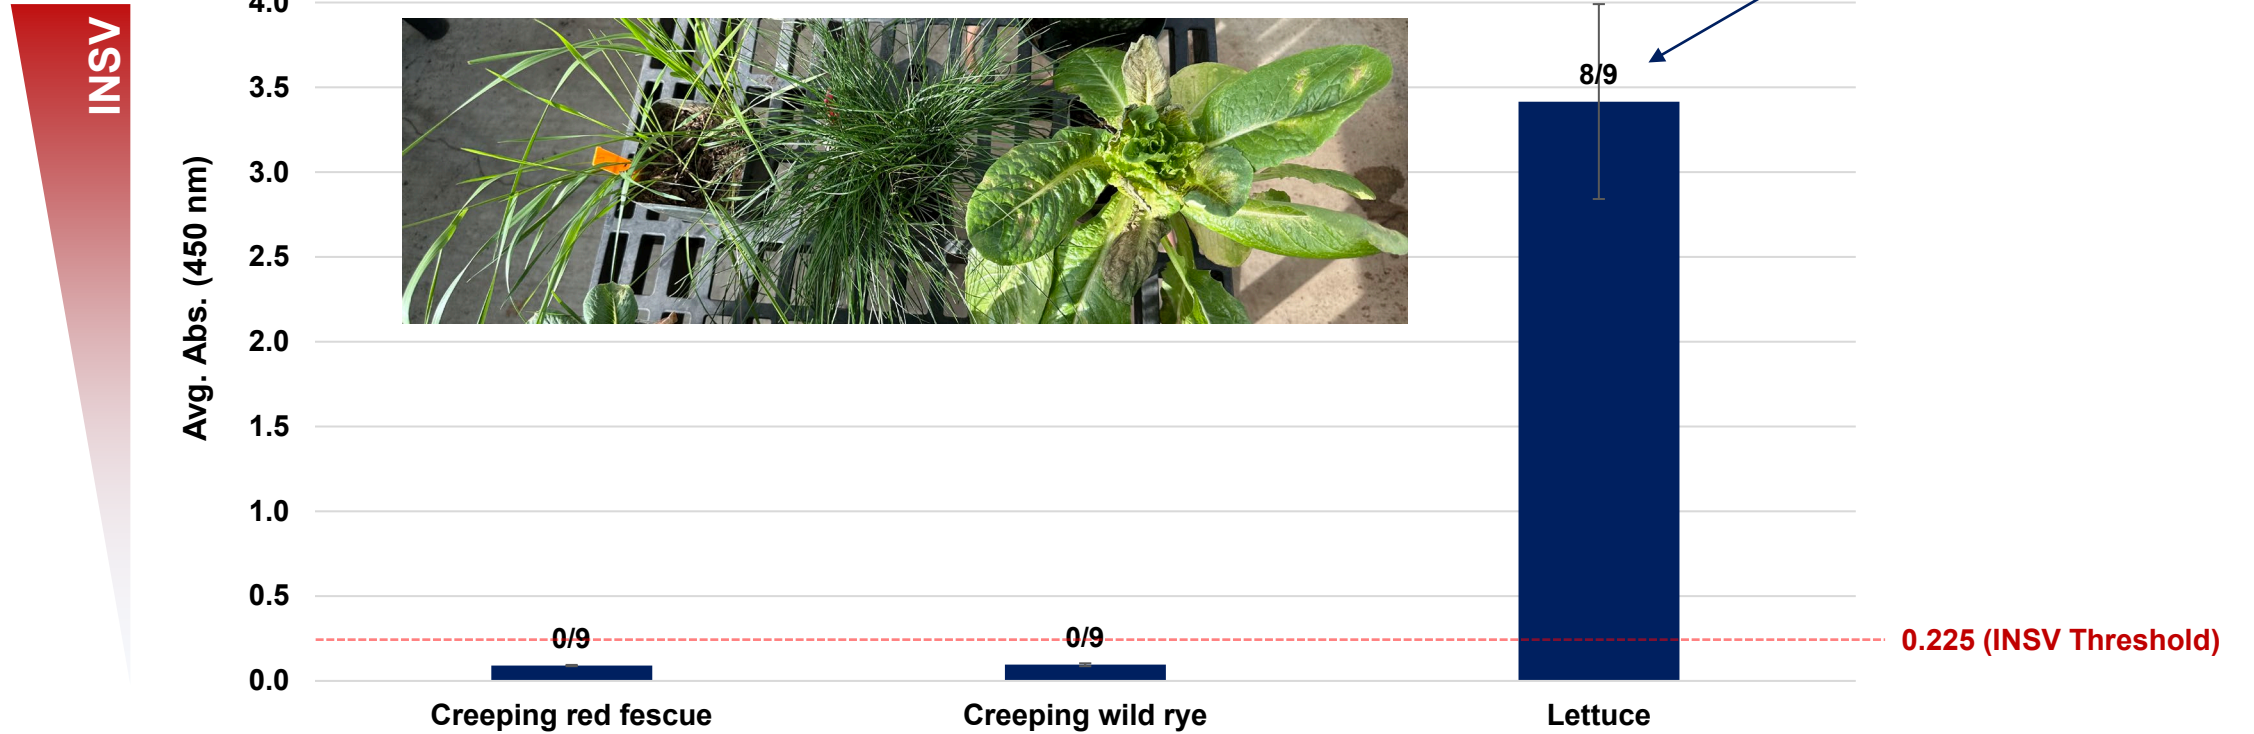 INSV
Avg. Abs. (450 nm)
4.0
3.5
3.0
2.5
2.0
1.5
1.0
0.5
0.0
8/9
0/9
0/9
0.225 (INSV Threshold)
Creeping red fescue
Creeping wild rye
Lettuce